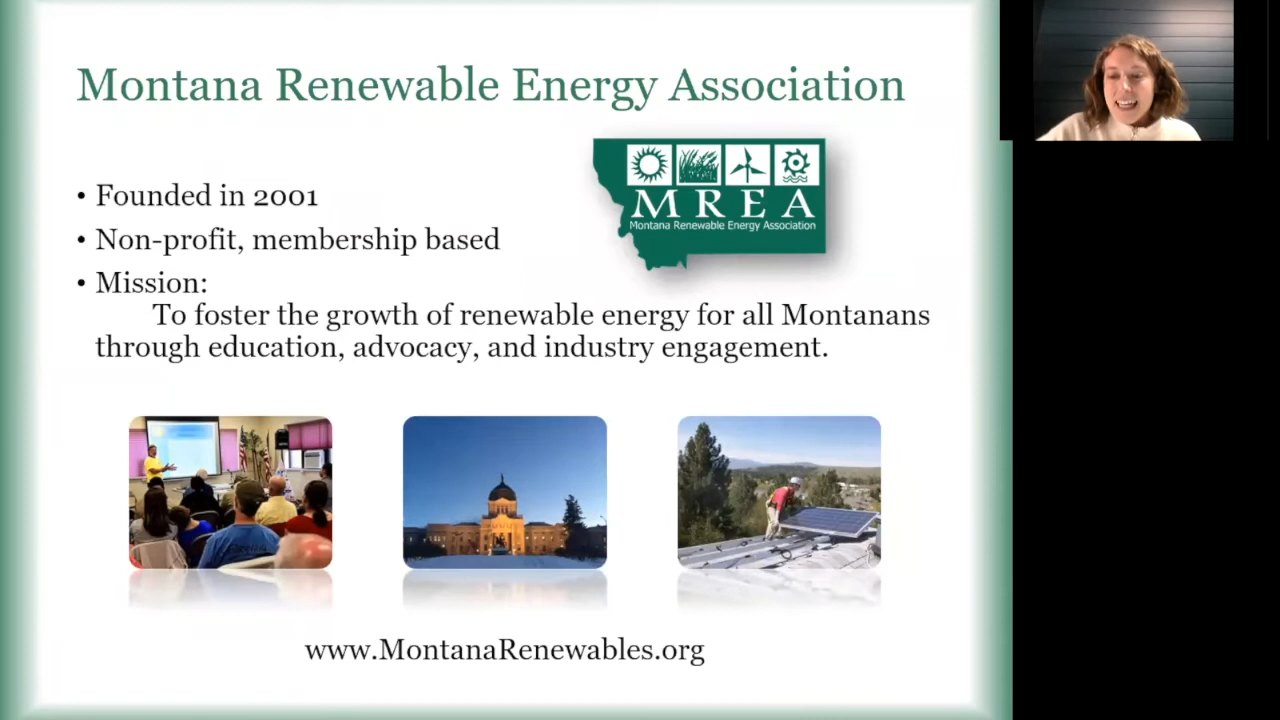 Montana Renewable Energy Association
M R E A
Montana Renewable Energy Association
• Founded in 2001
• Non-profit, membership based
• Mission:
To foster the growth of renewable energy for all Montanans
through education, advocacy, and industry engagement.
www.MontanaRenewables.org